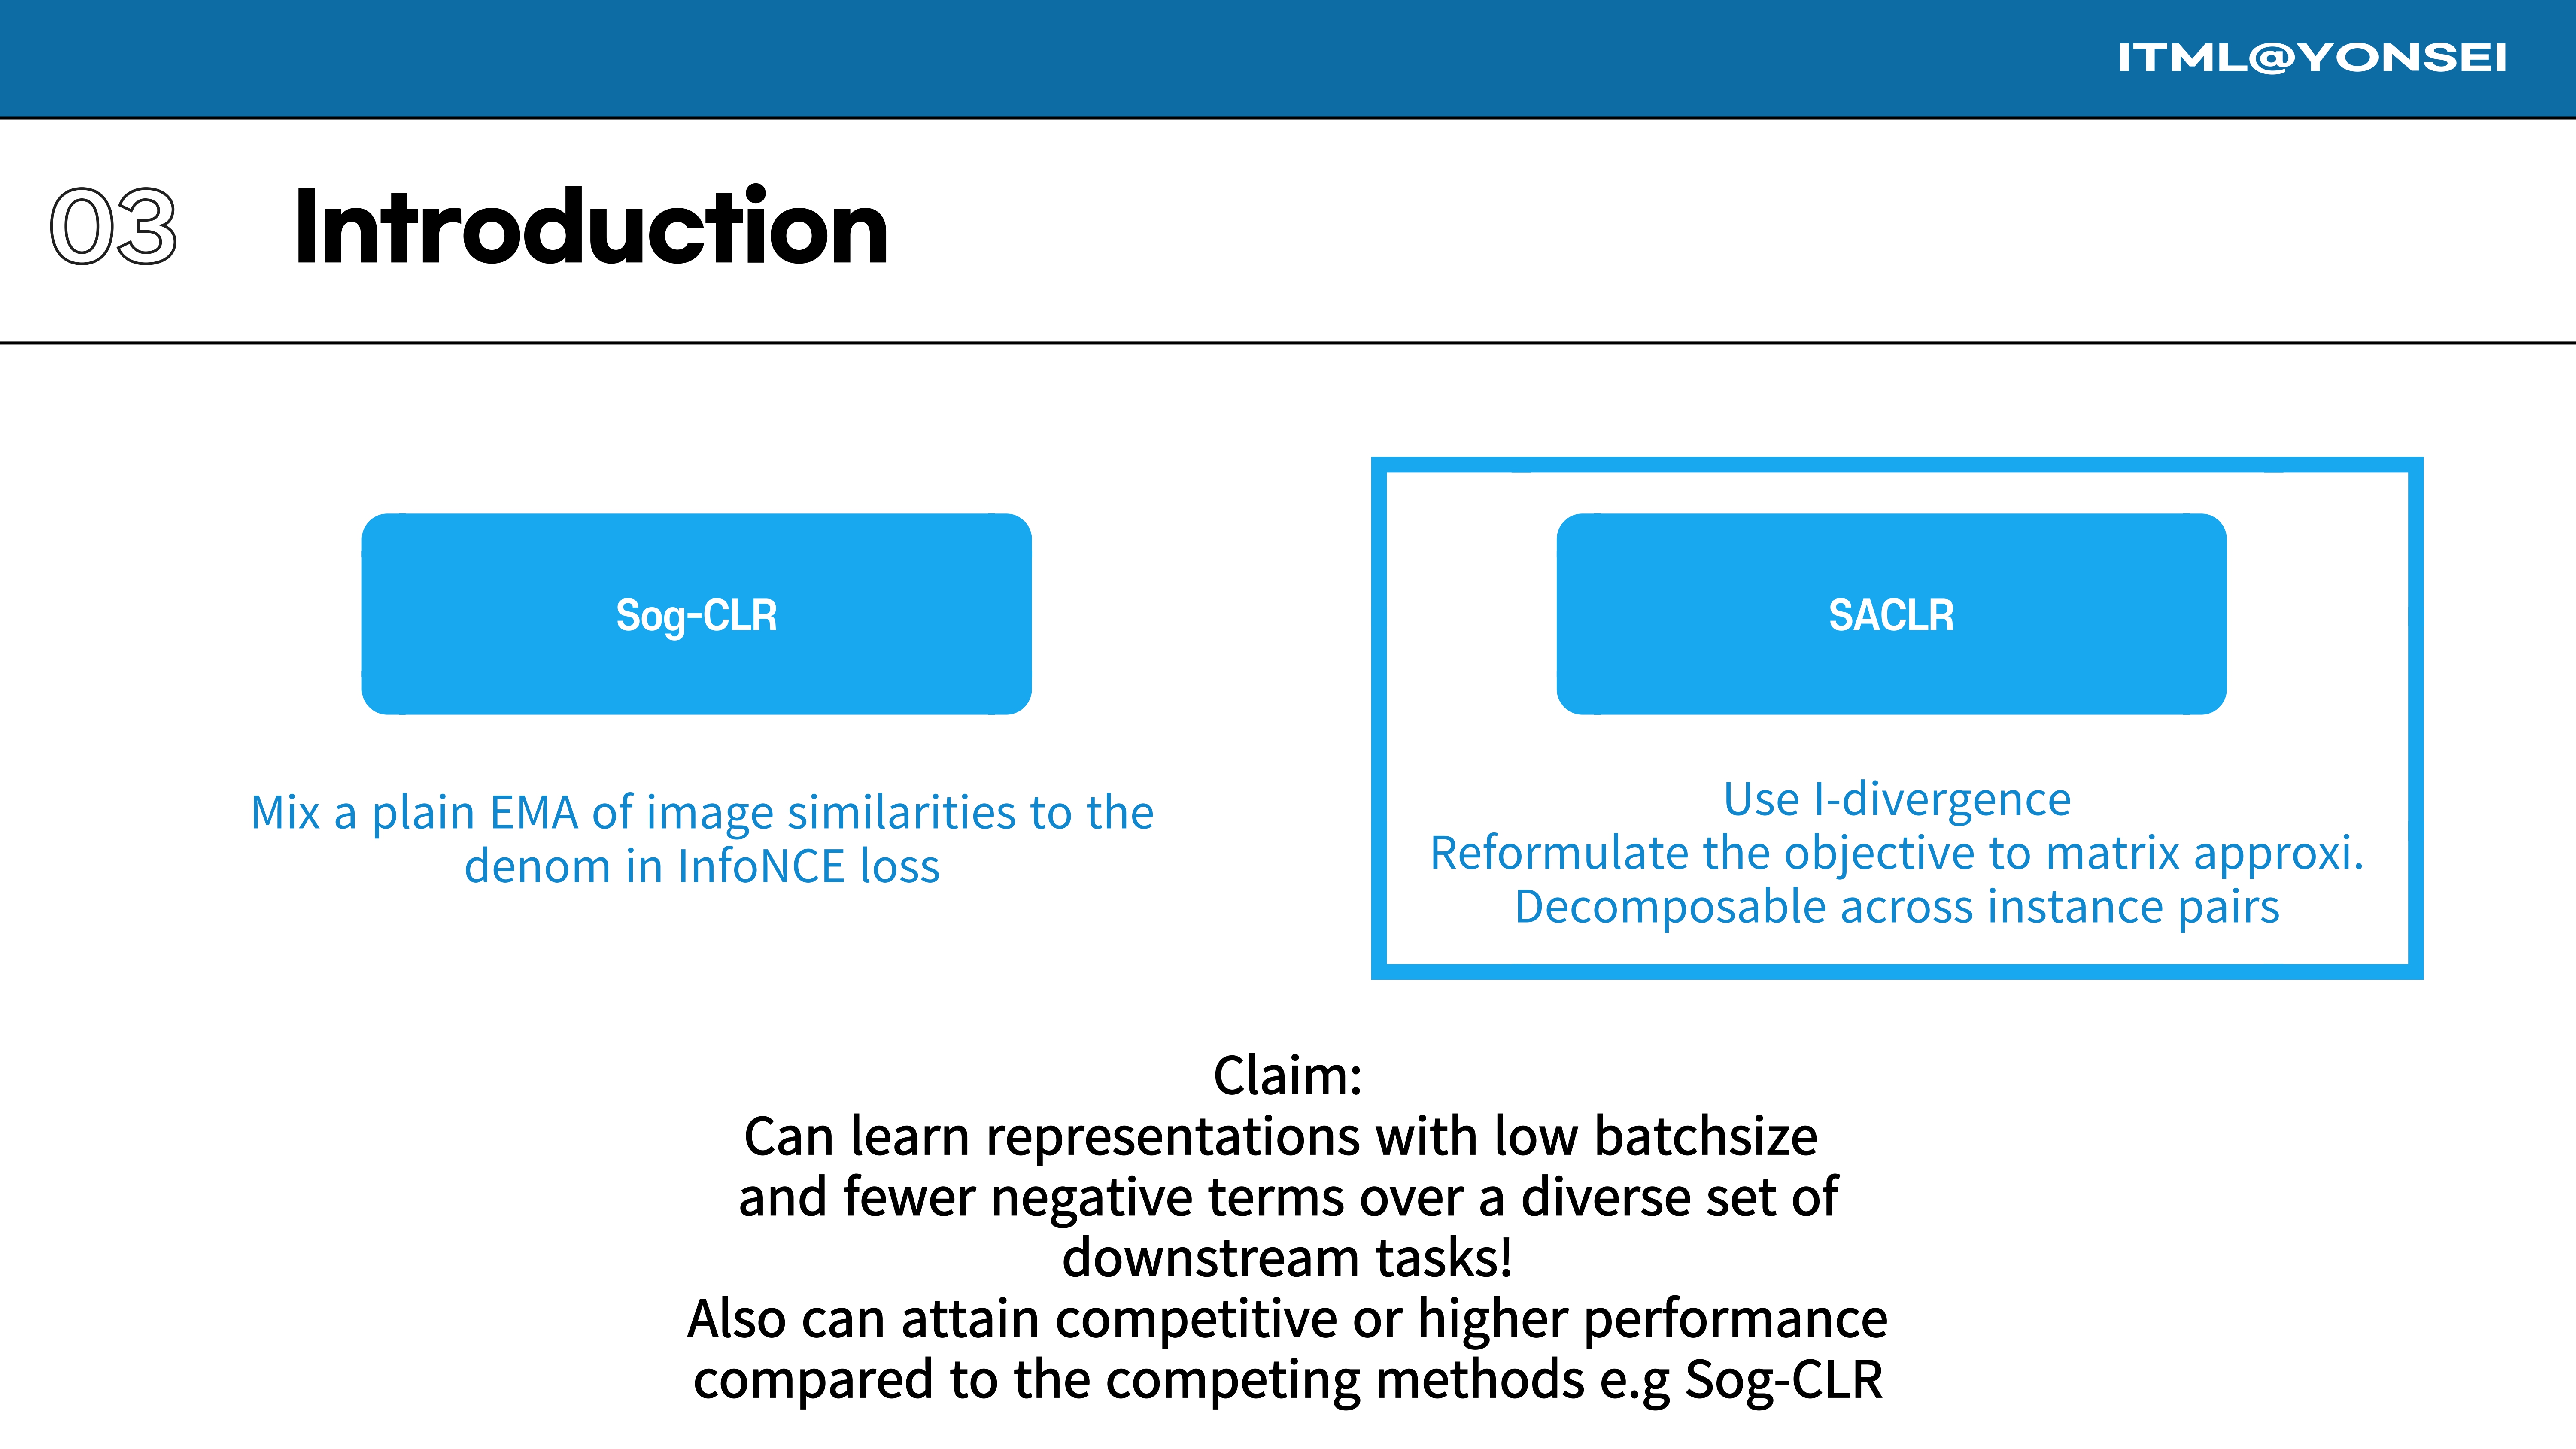 ITML@YONSEI
03 Introduction
Sog-CLR
Mix a plain EMA of image similarities to the
denom in InfoNCE loss
SACLR
Use I-divergence
Reformulate the objective to matrix approxi.
Decomposable across instance pairs
Claim:
Can learn representations with low batchsize
and fewer negative terms over a diverse set of
downstream tasks!
Also can attain competitive or higher performance
compared to the competing methods e.g Sog-CLR